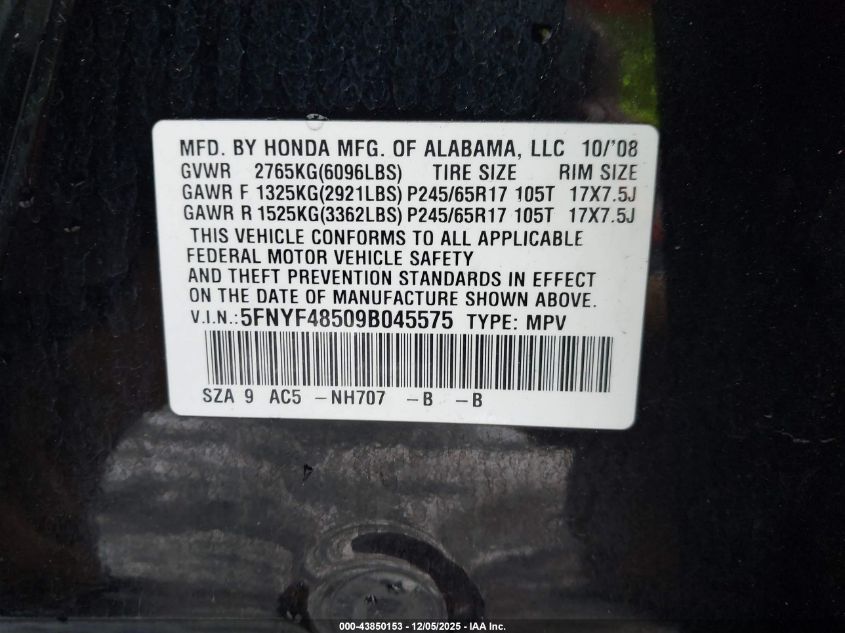 MFD. BY HONDA MFG. OF ALABAMA, LLC 10/'08
GVWR 2765KG(6096LBS) TIRE SIZE RIM SIZE
GAWR F 1325KG(2921LBS) P245/65R17 105T 17X7.5J
GAWR R 1525KG(3362LBS) P245/65R17 105T 17X7.5J
THIS VEHICLE CONFORMS TO ALL APPLICABLE
FEDERAL MOTOR VEHICLE SAFETY
AND THEFT PREVENTION STANDARDS IN EFFECT
ON THE DATE OF MANUFACTURE SHOWN ABOVE.
V.I.N.:5FNYF48509B045575 TYPE: MPV
SZA 9 AC5 -NH707 -B -B
000-43850153 - 12/05/2025 - IAA Inc.